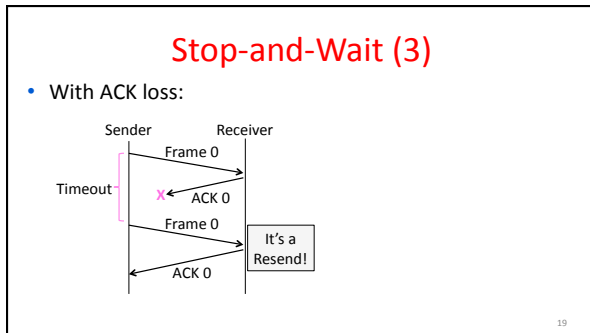 Stop-and-Wait (3)
• With ACK loss:
Sender Receiver
Frame 0
Timeout
X
ACK 0
Frame 0
It's a
Resend!
ACK 0
19